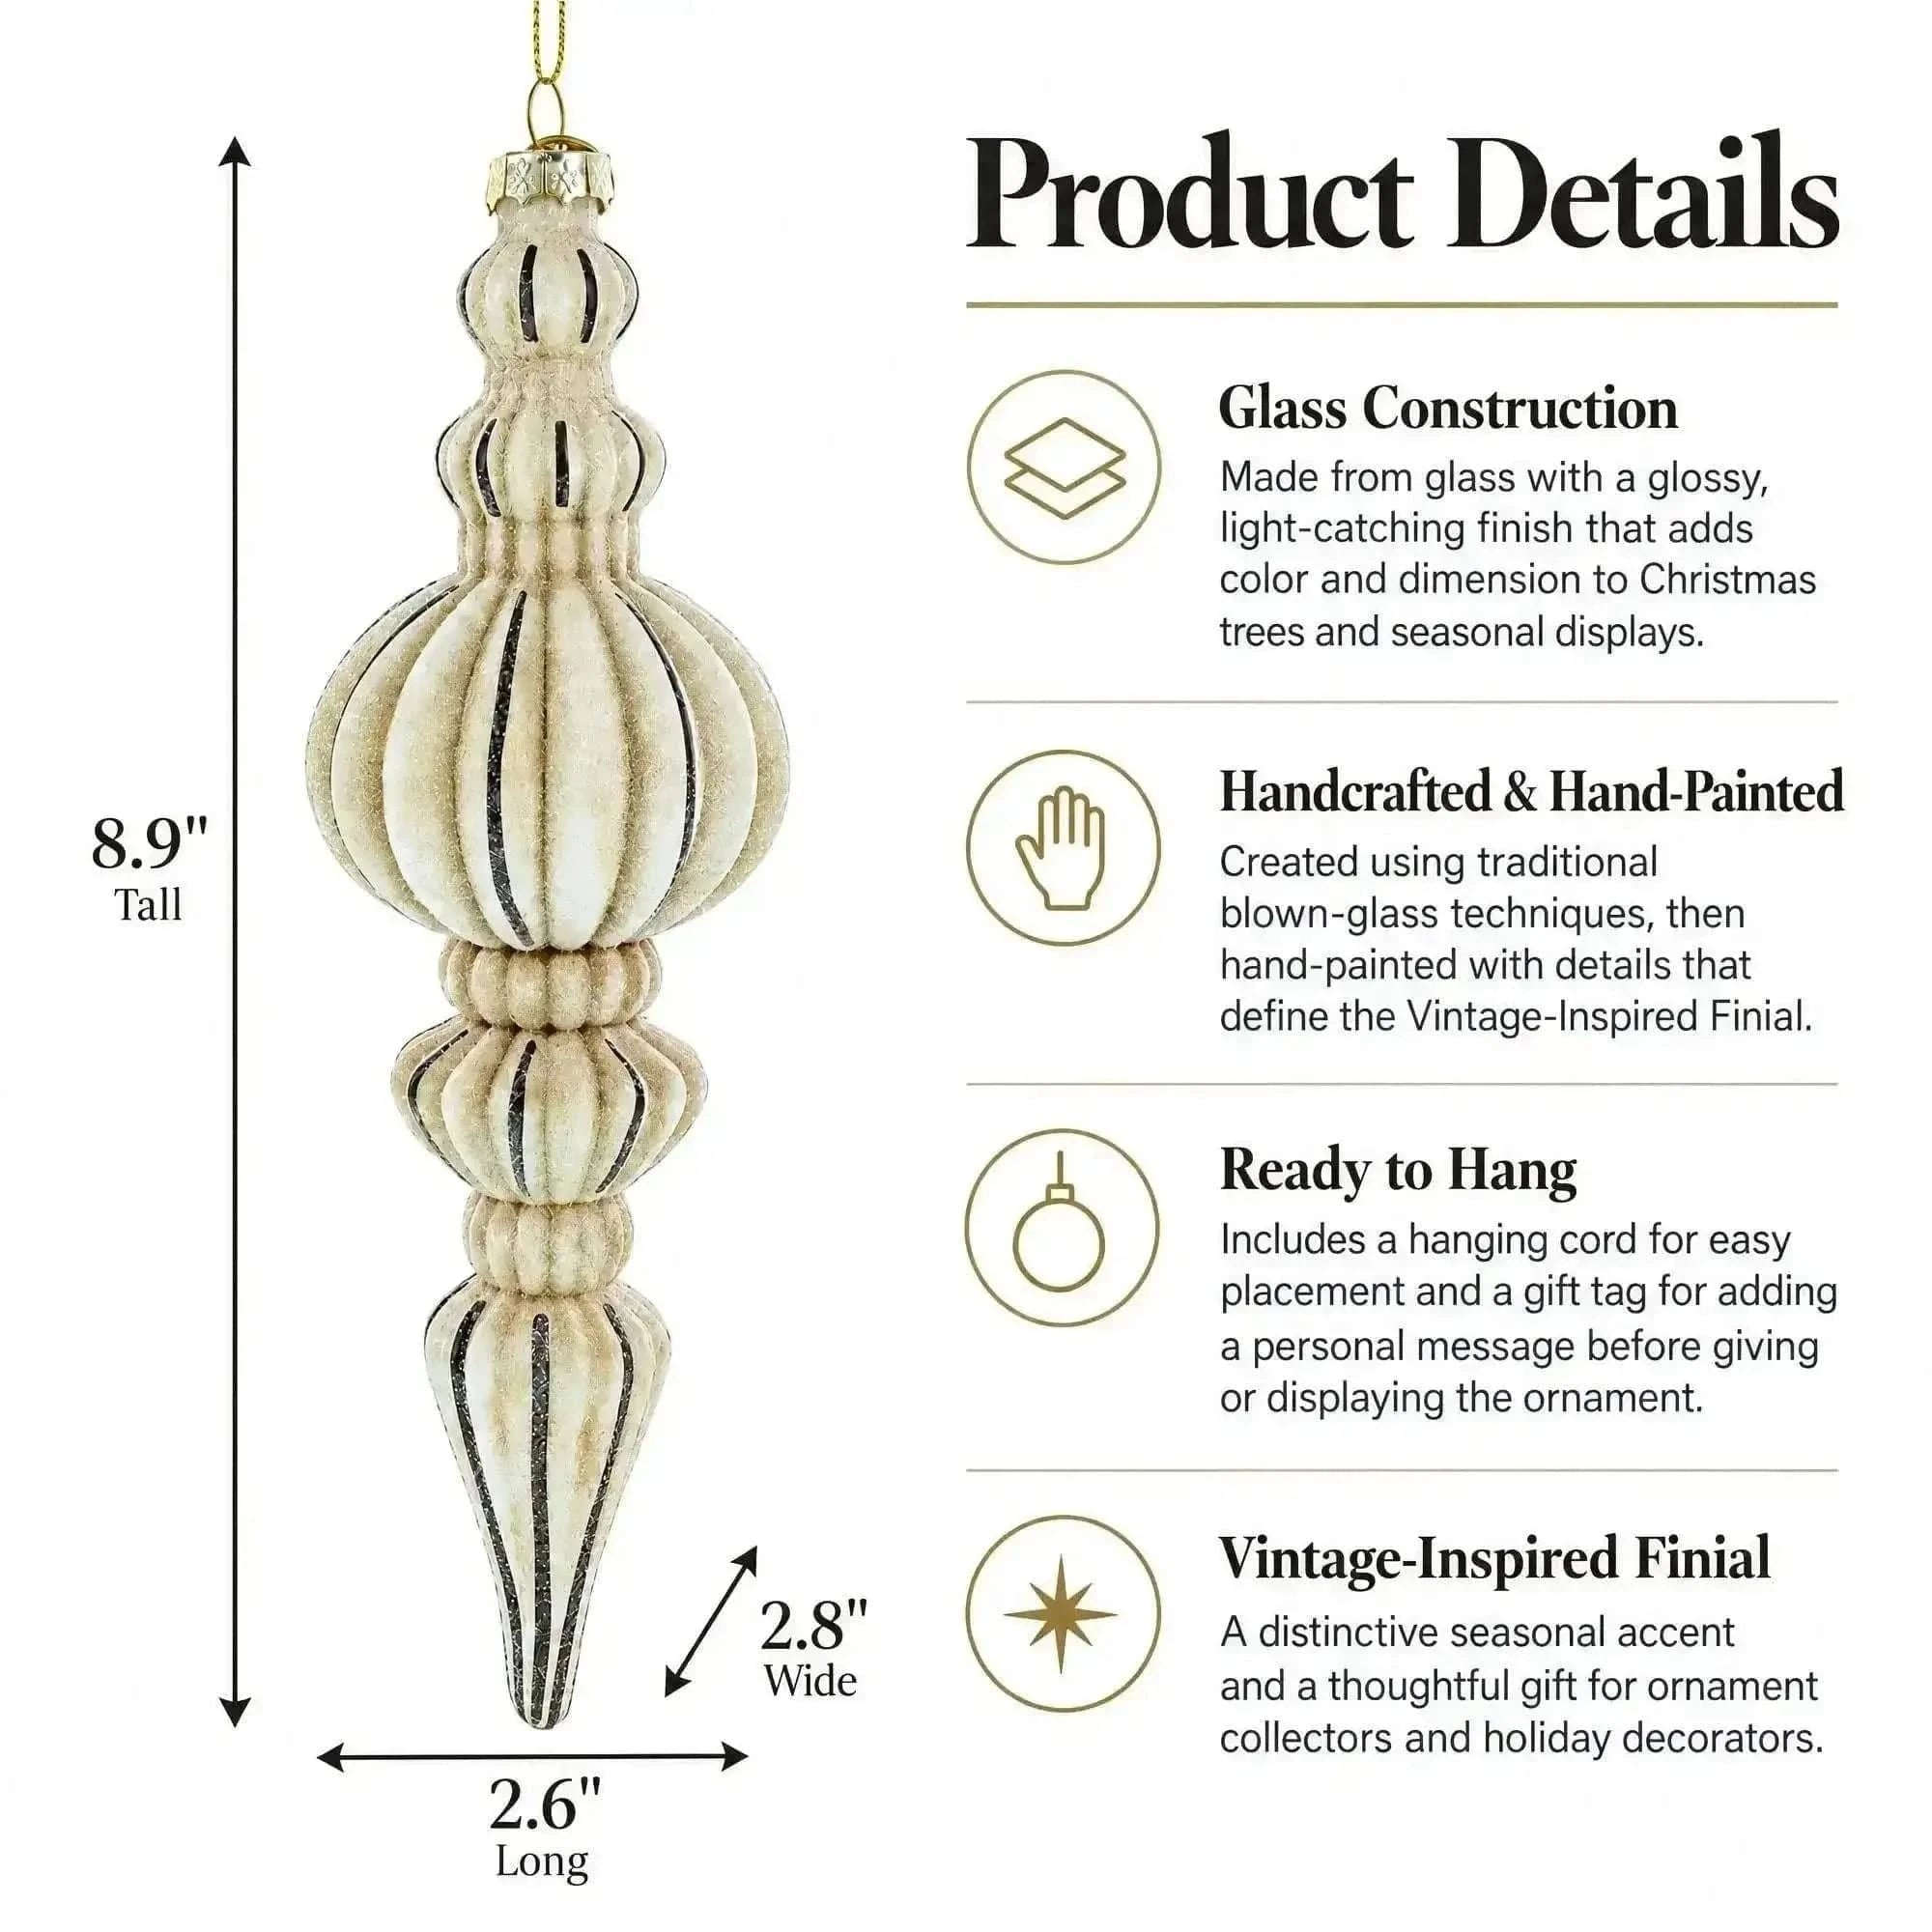 Product Details
Glass Construction
Made from glass with a glossy,
light-catching finish that adds
color and dimension to Christmas
trees and seasonal displays.
Handcrafted & Hand-Painted
Created using traditional
blown-glass techniques, then
hand-painted with details that
define the Vintage-Inspired Finial.
Ready to Hang
Includes a hanging cord for easy
placement and a gift tag for adding
a personal message before giving
or displaying the ornament.
Vintage-Inspired Finial
A distinctive seasonal accent
and a thoughtful gift for ornament
collectors and holiday decorators.
8.9"
Tall
2.8"
Wide
2.6"
Long